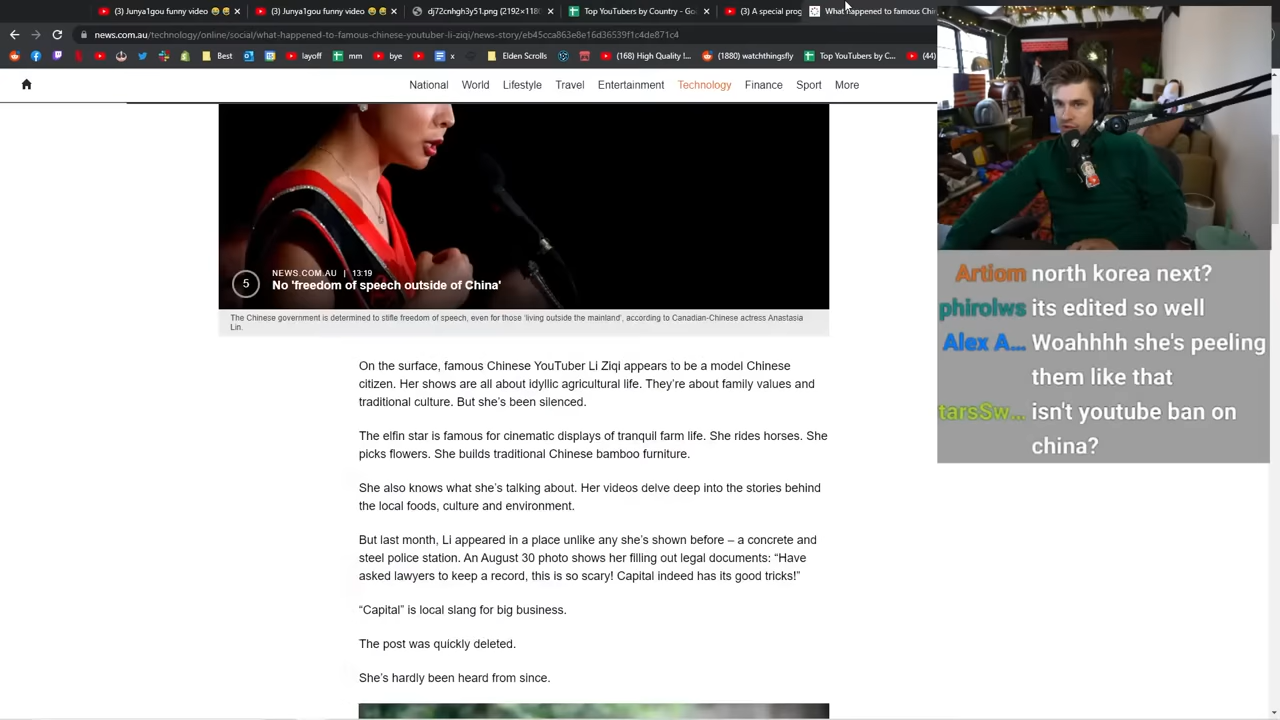 (3) Junya1gou funny video
(3) Junya1gou funny video
dj72cnhgh3y51.png (2192×118
Top YouTubers by Country - Go
(3) A special prog
What happened to famous Chi
news.com.au/technology/online/social/what-happened-to-famous-chinese-youtuber-li-ziqi/news-story/eb45cca863e8e16d36539f1c4de871c4
Best
layoff
mm
bye
x
Elden Scrolls
(168) High Quality I...
(1880) watchthingsfly
Top YouTubers by C...
(44)
National World Lifestyle Travel Entertainment Technology Finance Sport More
5
NEWS.COM.AU | 13:19
No 'freedom of speech outside of China'
The Chinese government is determined to stifle freedom of speech, even for those 'living outside the mainland', according to Canadian-Chinese actress Anastasia
Lin.
On the surface, famous Chinese YouTuber Li Ziqi appears to be a model Chinese
citizen. Her shows are all about idyllic agricultural life. They're about family values and
traditional culture. But she's been silenced.
The elfin star is famous for cinematic displays of tranquil farm life. She rides horses. She
picks flowers. She builds traditional Chinese bamboo furniture.
She also knows what she's talking about. Her videos delve deep into the stories behind
the local foods, culture and environment.
But last month, Li appeared in a place unlike any she's shown before – a concrete and
steel police station. An August 30 photo shows her filling out legal documents: “Have
asked lawyers to keep a record, this is so scary! Capital indeed has its good tricks!”
“Capital” is local slang for big business.
The post was quickly deleted.
She's hardly been heard from since.
Artiom north korea next?
phirolws its edited so well
Alex A... Woahhhh she's peeling
them like that
tarsSw... isn't youtube ban on
china?